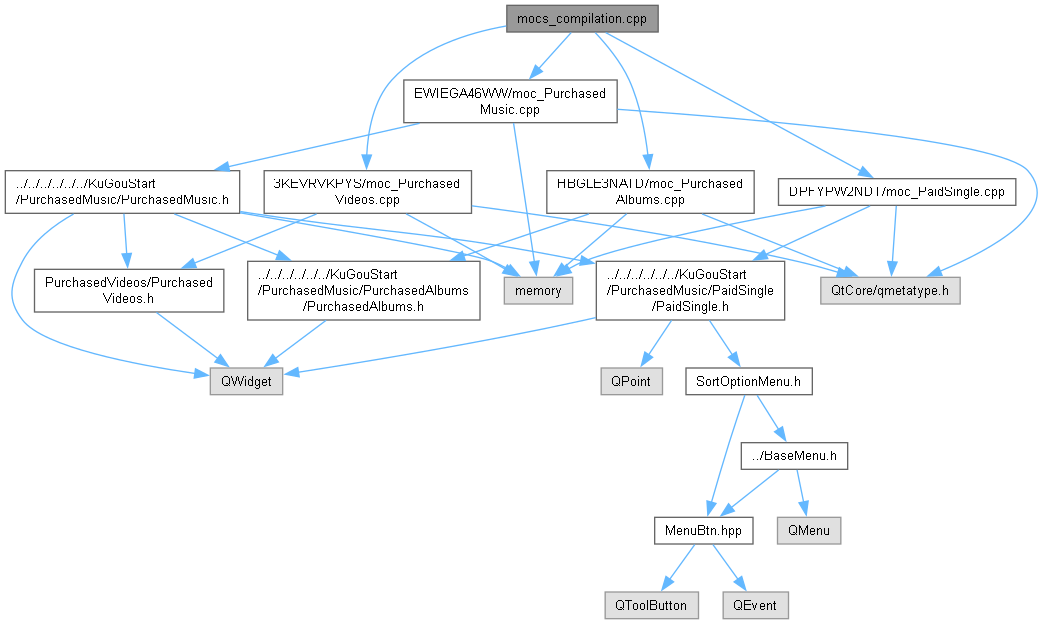 mocs_compilation.cpp
EWIEGA46WW/moc_Purchased
Music.cpp
../../../../../../KuGouStart
/PurchasedMusic/PurchasedMusic.h
3KEVRVKPYS/moc_Purchased
Videos.cpp
HBGLE3NATD/moc_Purchased
Albums.cpp
DPFYPW2NDT/moc_PaidSingle.cpp
PurchasedVideos/Purchased
Videos.h
../../../../../../KuGouStart
/PurchasedMusic/PurchasedAlbums
/PurchasedAlbums.h
memory
../../../../../../KuGouStart
/PurchasedMusic/PaidSingle
/PaidSingle.h
QtCore/qmetatype.h
QWidget
QPoint
SortOptionMenu.h
../BaseMenu.h
MenuBtn.hpp
QMenu
QToolButton
QEvent